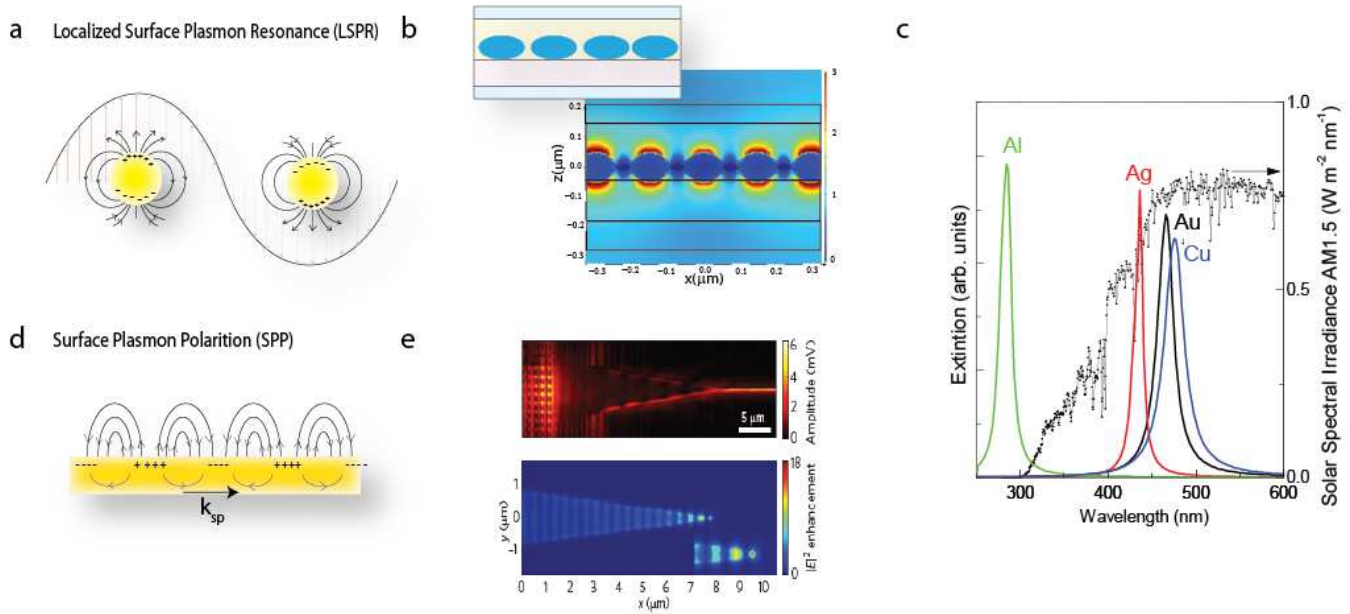 a Localized Surface Plasmon Resonance (LSPR)
b
3
2
1
0
z(µm)
0.2
0.1
0.0
-0.1
-0.2
-0.3
-0.3 -0.2 -0.1 0.0 0.1 0.2 0.3
x(µm)
c
Al
Ag
Au
Cu
Extintion (arb. units)
1.0
0.5
0.0
Solar Spectral Irradiance AM1.5 (W m-2 nm-1)
300 400 500 600
Wavelength (nm)
d Surface Plasmon Polarition (SPP)
ksp
e
5 µm
6
4
2
0
Amplitude (mV)
18
0
|E|2 enhancement
y (µm)
1
0
-1
0 1 2 3 4 5 6 7 8 9 10
x (µm)